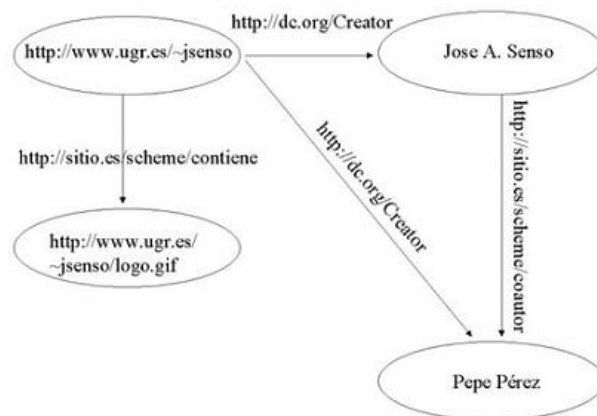 http://dc.org/Creator
http://www.ugr.es/~jsenso
Jose A. Senso
http://sitio.es/scheme/contiene
http://dc.org/Creator
http://sitio.es/scheme/coautor
http://www.ugr.es/
~jsenso/logo.gif
Pepe Pérez